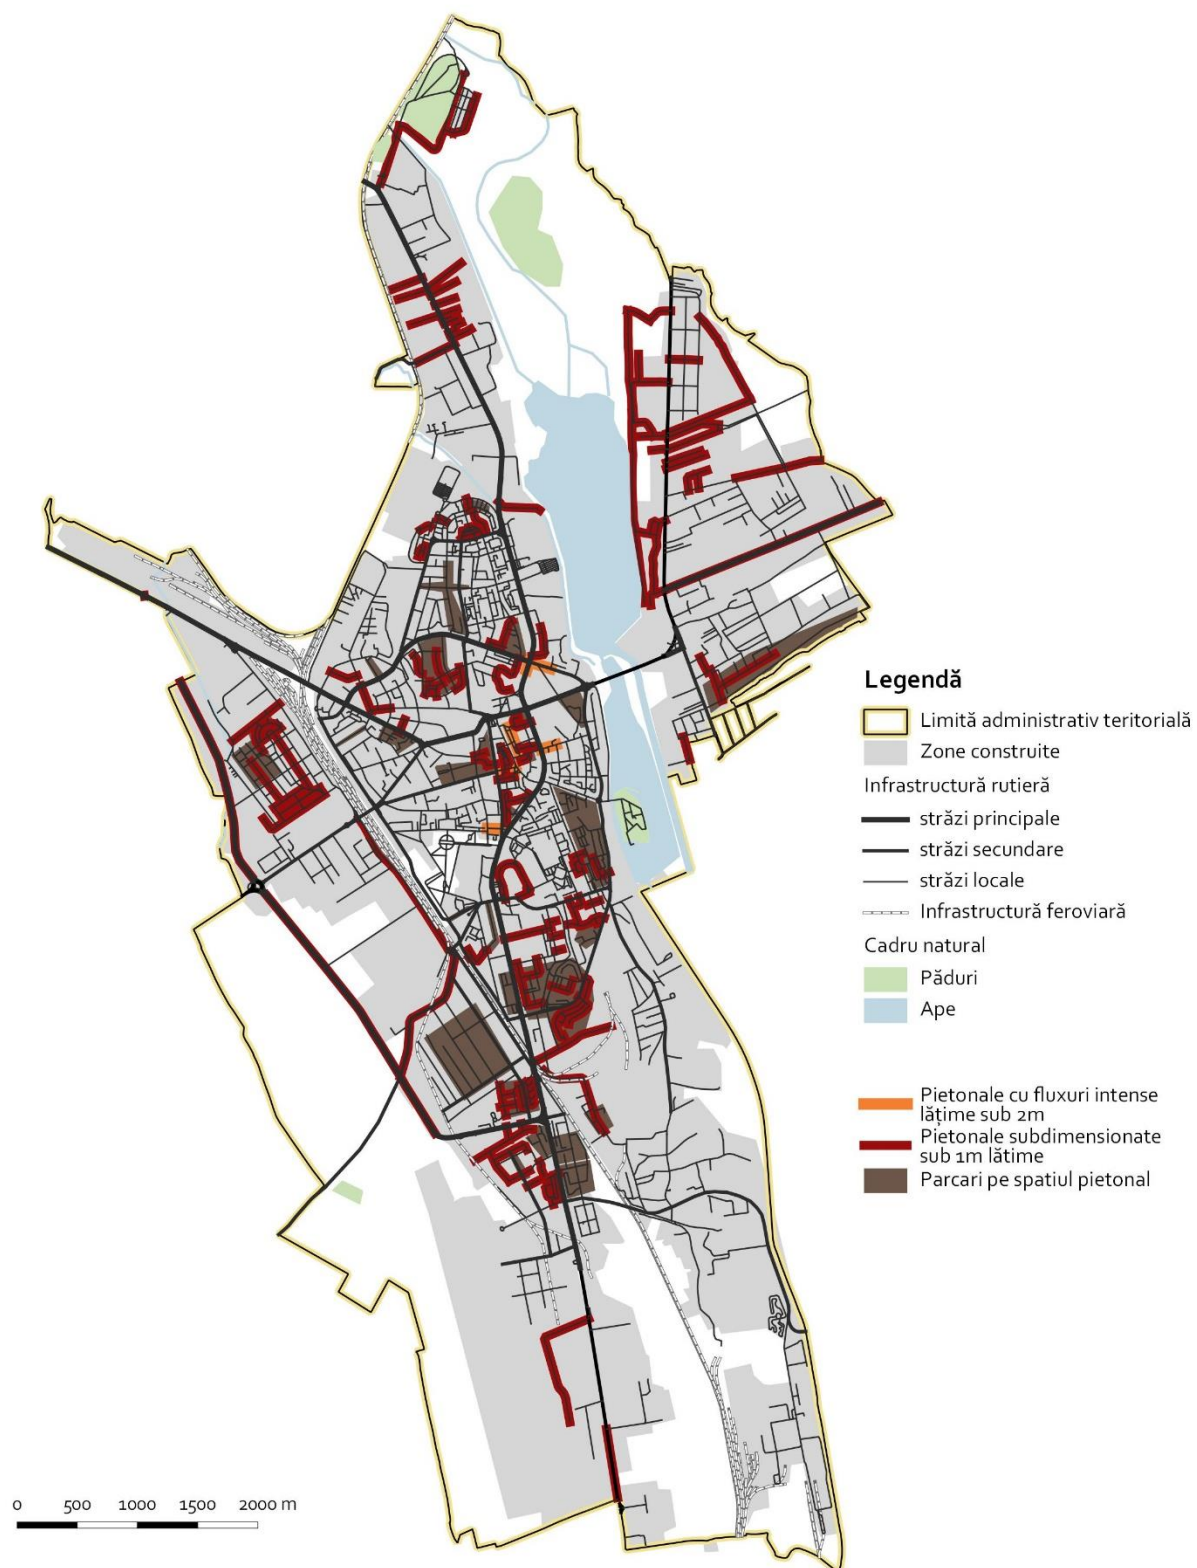 Legendă
Limită administrativ teritorială
Zone construite
Infrastructură rutieră
străzi principale
străzi secundare
străzi locale
Infrastructură feroviară
Cadru natural
Păduri
Ape
Pietonale cu fluxuri intense
lățime sub 2m
Pietonale subdimensionate
sub 1m lătime
Parcari pe spatiul pietonal
0 500 1000 1500 2000 m